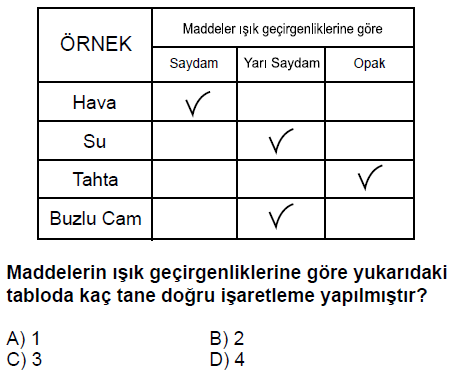 ÖRNEK
Maddeler ışık geçirgenliklerine göre
Saydam Yarı Saydam Opak
Hava ✓
Su ✓
Tahta ✓
Buzlu Cam ✓
Maddelerin ışık geçirgenliklerine göre yukarıdaki
tabloda kaç tane doğru işaretleme yapılmıştır?
A) 1 B) 2
C) 3 D) 4